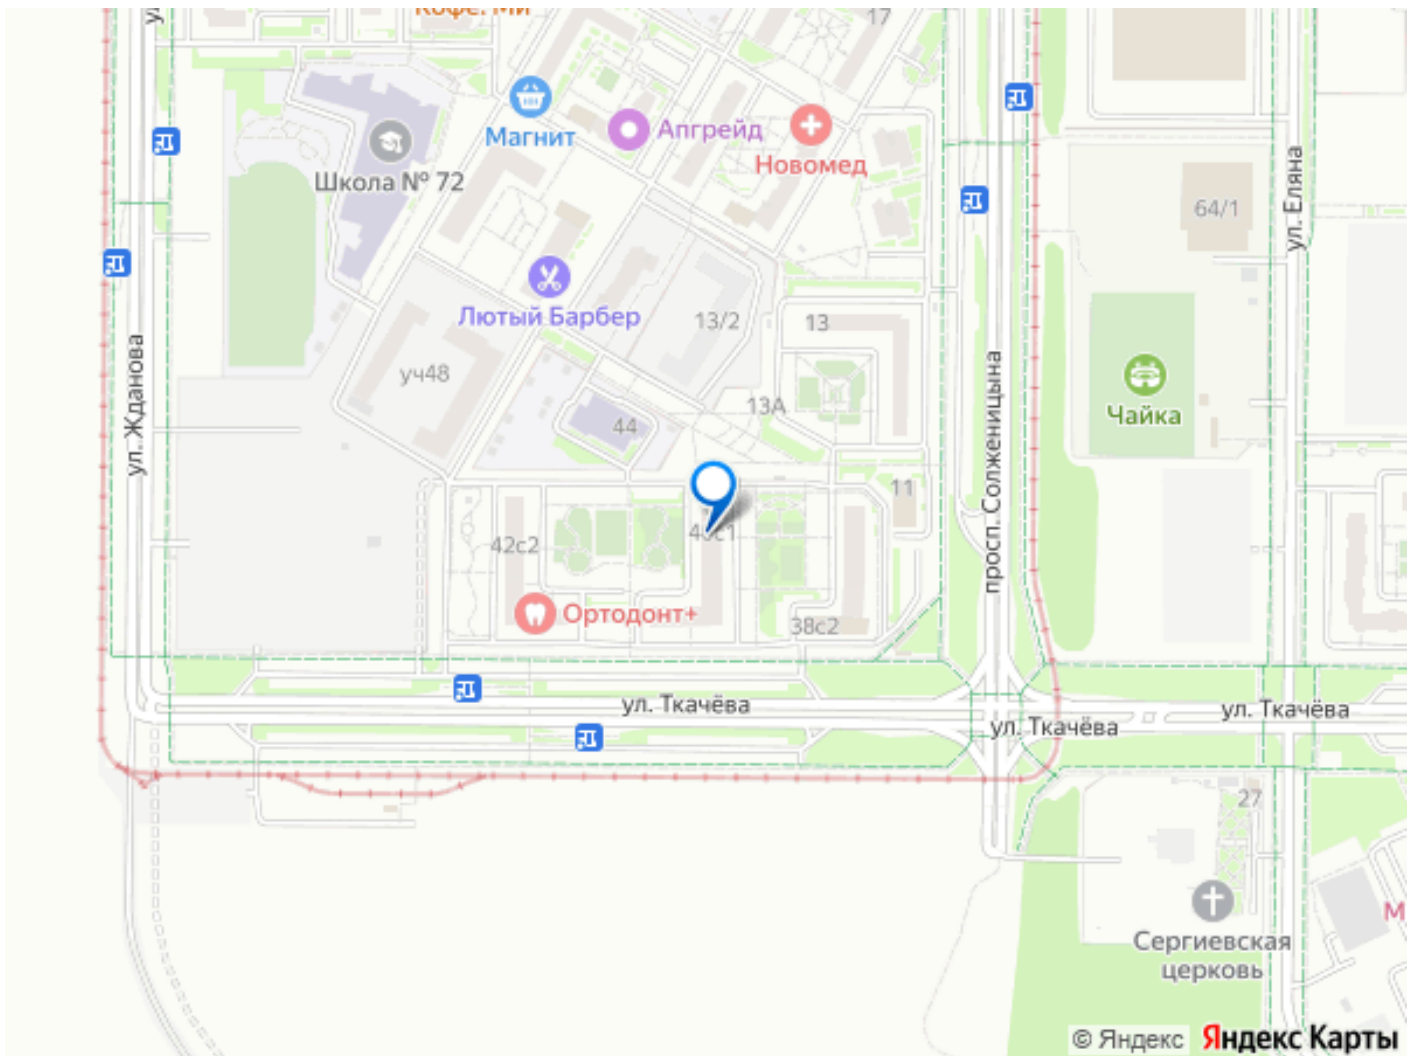 Кофе. Ми
17
Магнит
Апгрейд
Новомед
Школа № 72
64/1
ул. Еляна
Лютый Барбер
13/2
13
уч48
ул. Жданова
просп. Солженицына
Чайка
13А
44
11
42с2
Ортодонт+
38с2
ул. Ткачёва
ул. Ткачёва
ул. Ткачёва
27
Сергиевская
церковь
М
© Яндекс Яндекс Карты